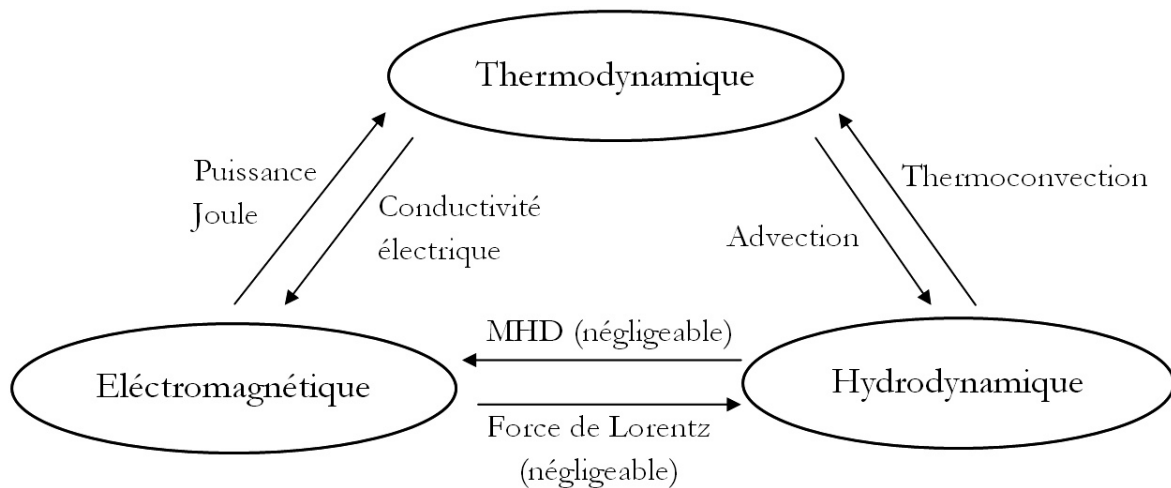 Thermodynamique
Puissance
Joule
Conductivité
électrique
Thermoconvection
Advection
MHD (négligeable)
Eléctromagnétique
Hydrodynamique
Force de Lorentz
(négligeable)